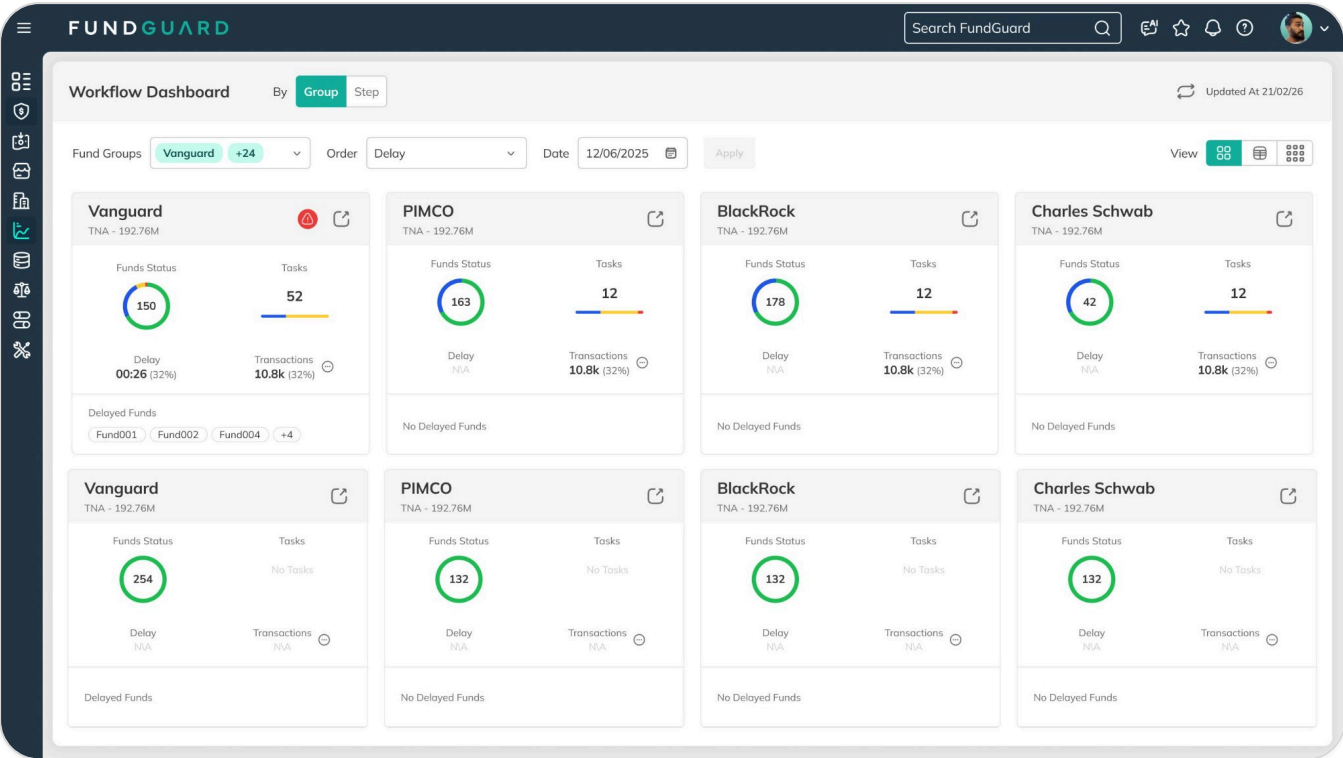 FUNDGUARD
Search FundGuard
Workflow Dashboard By Group Step
Updated At 21/02/26
Fund Groups Vanguard +24 Order Delay Date 12/06/2025 Apply View
Vanguard
TNA - 192.76M
Funds Status Tasks
150 52
Delay Transactions
00:26 (32%) 10.8k (32%)
Delayed Funds
Fund001 Fund002 Fund004 +4
PIMCO
TNA - 192.76M
Funds Status Tasks
163 12
Delay Transactions
N\A 10.8k (32%)
No Delayed Funds
BlackRock
TNA - 192.76M
Funds Status Tasks
178 12
Delay Transactions
N\A 10.8k (32%)
No Delayed Funds
Charles Schwab
TNA - 192.76M
Funds Status Tasks
42 12
Delay Transactions
N\A 10.8k (32%)
No Delayed Funds
Vanguard
TNA - 192.76M
Funds Status Tasks
254 No Tasks
Delay Transactions
N\A N\A
Delayed Funds
PIMCO
TNA - 192.76M
Funds Status Tasks
132 No Tasks
Delay Transactions
N\A N\A
No Delayed Funds
BlackRock
TNA - 192.76M
Funds Status Tasks
132 No Tasks
Delay Transactions
N\A N\A
No Delayed Funds
Charles Schwab
TNA - 192.76M
Funds Status Tasks
132 No Tasks
Delay Transactions
N\A N\A
No Delayed Funds